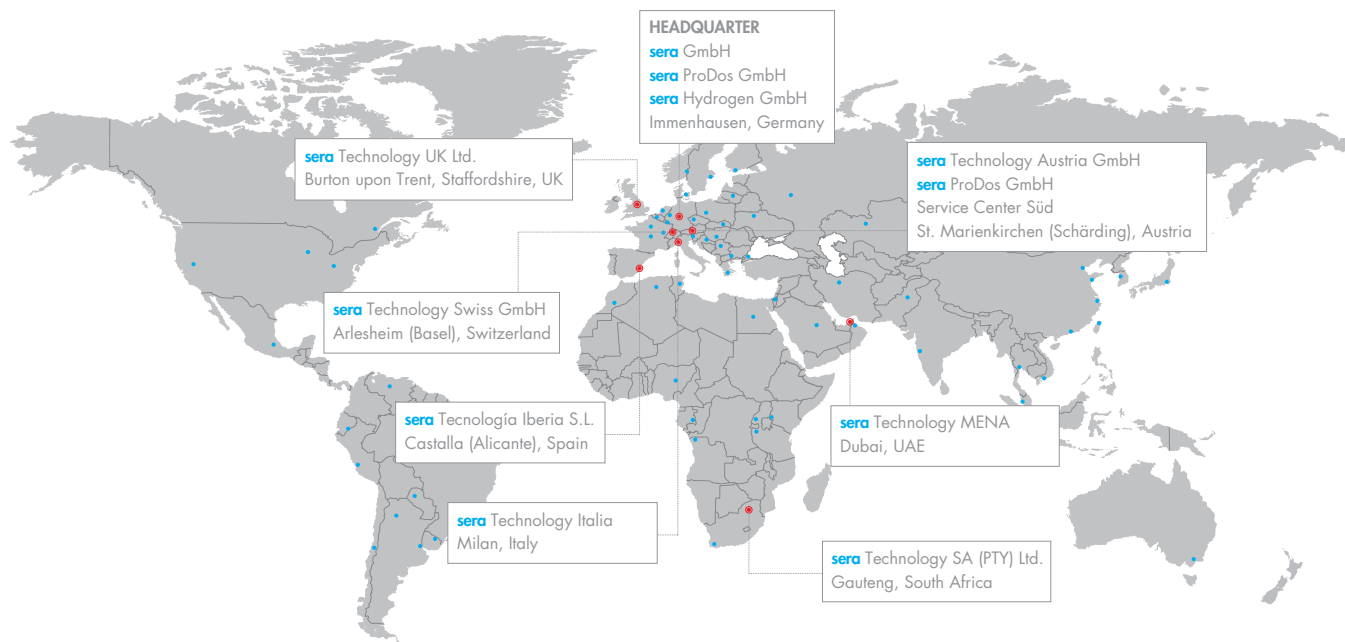 HEADQUARTER
sera GmbH
sera ProDos GmbH
sera Hydrogen GmbH
Immenhausen, Germany
sera Technology UK Ltd.
Burton upon Trent, Staffordshire, UK
sera Technology Austria GmbH
sera ProDos GmbH
Service Center Süd
St. Marienkirchen (Schärding), Austria
sera Technology Swiss GmbH
Arlesheim (Basel), Switzerland
sera Tecnología Iberia S.L.
Castalla (Alicante), Spain
sera Technology MENA
Dubai, UAE
sera Technology Italia
Milan, Italy
sera Technology SA (PTY) Ltd.
Gauteng, South Africa